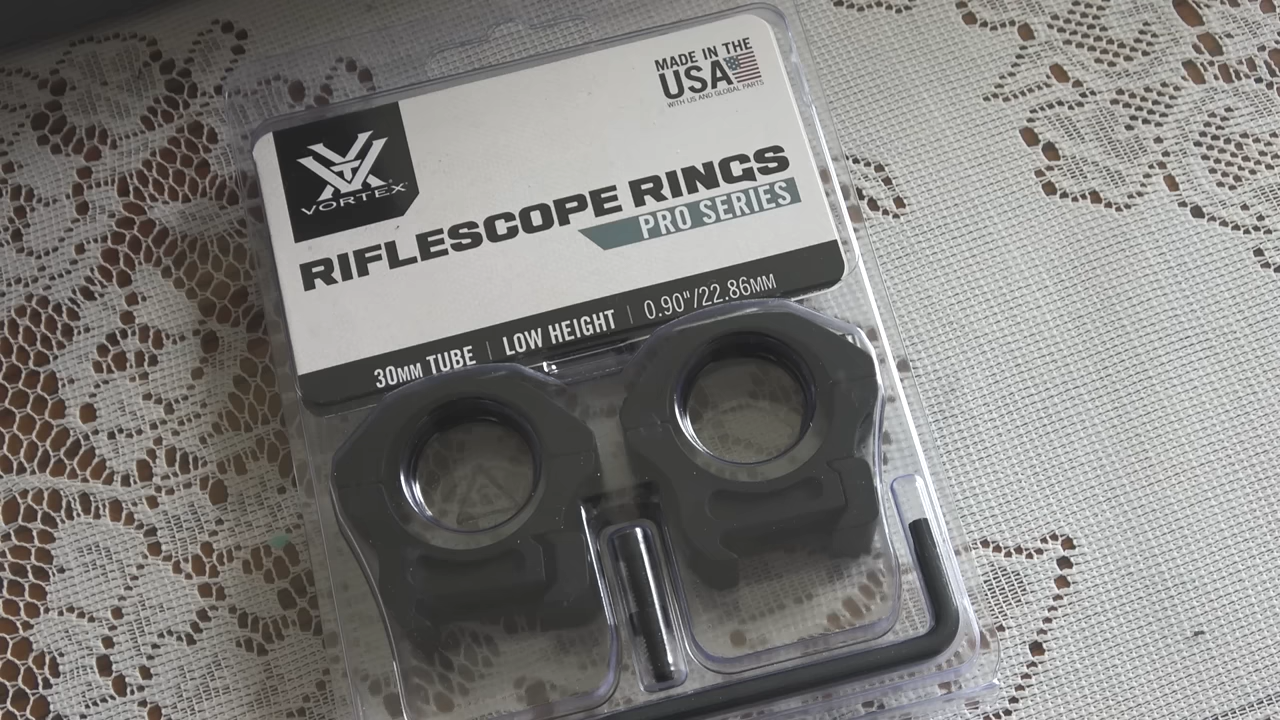 MADE IN THE
USA
WITH US AND GLOBAL PARTS
VORTEX
RIFLESCOPE RINGS
PRO SERIES
30MM TUBE | LOW HEIGHT | 0.90"/22.86MM